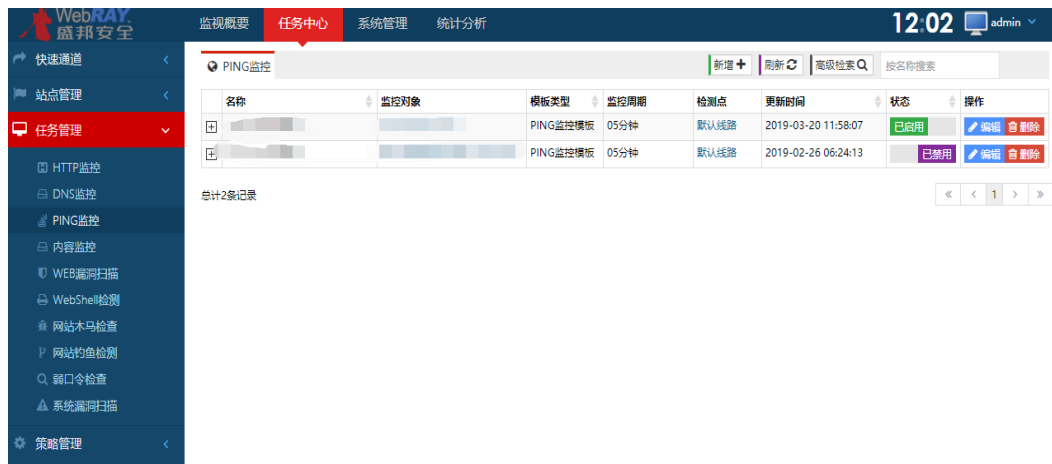 WebRAY
盛邦安全
监视概要 任务中心 系统管理 统计分析 12:02 admin
快速通道
站点管理
任务管理
HTTP监控
DNS监控
PING监控
内容监控
WEB漏洞扫描
WebShell检测
网站木马检查
网站钓鱼检测
弱口令检查
系统漏洞扫描
策略管理
PING监控 新增 刷新 高级检索 按名称搜索
名称 监控对象 模板类型 监控周期 检测点 更新时间 状态 操作
PING监控模板 05分钟 默认线路 2019-03-20 11:58:07 已启用 编辑 删除
PING监控模板 05分钟 默认线路 2019-02-26 06:24:13 已禁用 编辑 删除
总计2条记录 « < 1 > »